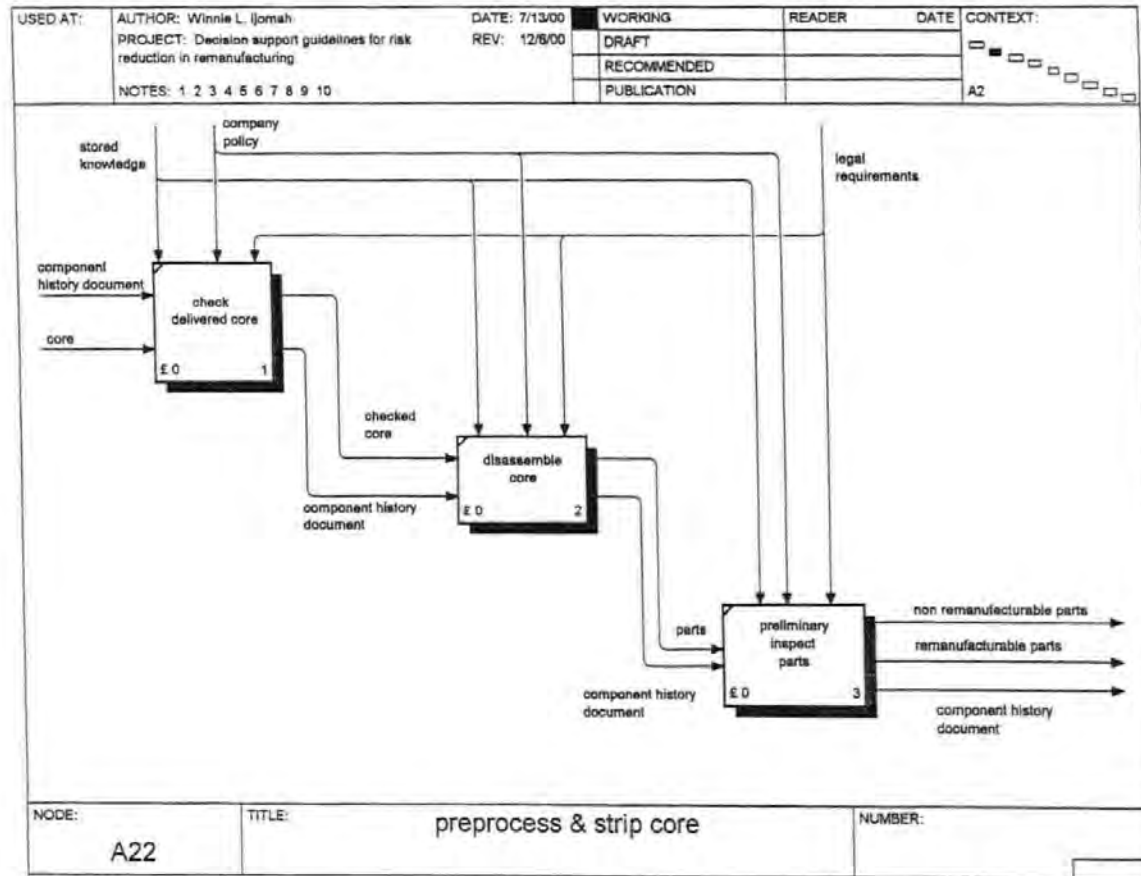 USED AT:
AUTHOR: Winnie L. Ijomah
DATE: 7/13/00
PROJECT: Decision support guidelines for risk
REV: 12/6/00
reduction in remanufacturing
NOTES: 1 2 3 4 5 6 7 8 9 10
WORKING
DRAFT
RECOMMENDED
PUBLICATION
READER DATE
CONTEXT:
A2
stored
knowledge
company
policy
legal
requirements
component
history document
core
check
delivered core
£ 0 1
checked
core
component history
document
disassemble
core
£ 0 2
parts
component history
document
preliminary
inspect
parts
£ 0 3
non remanufacturable parts
remanufacturable parts
component history
document
NODE:
A22
TITLE:
preprocess & strip core
NUMBER: